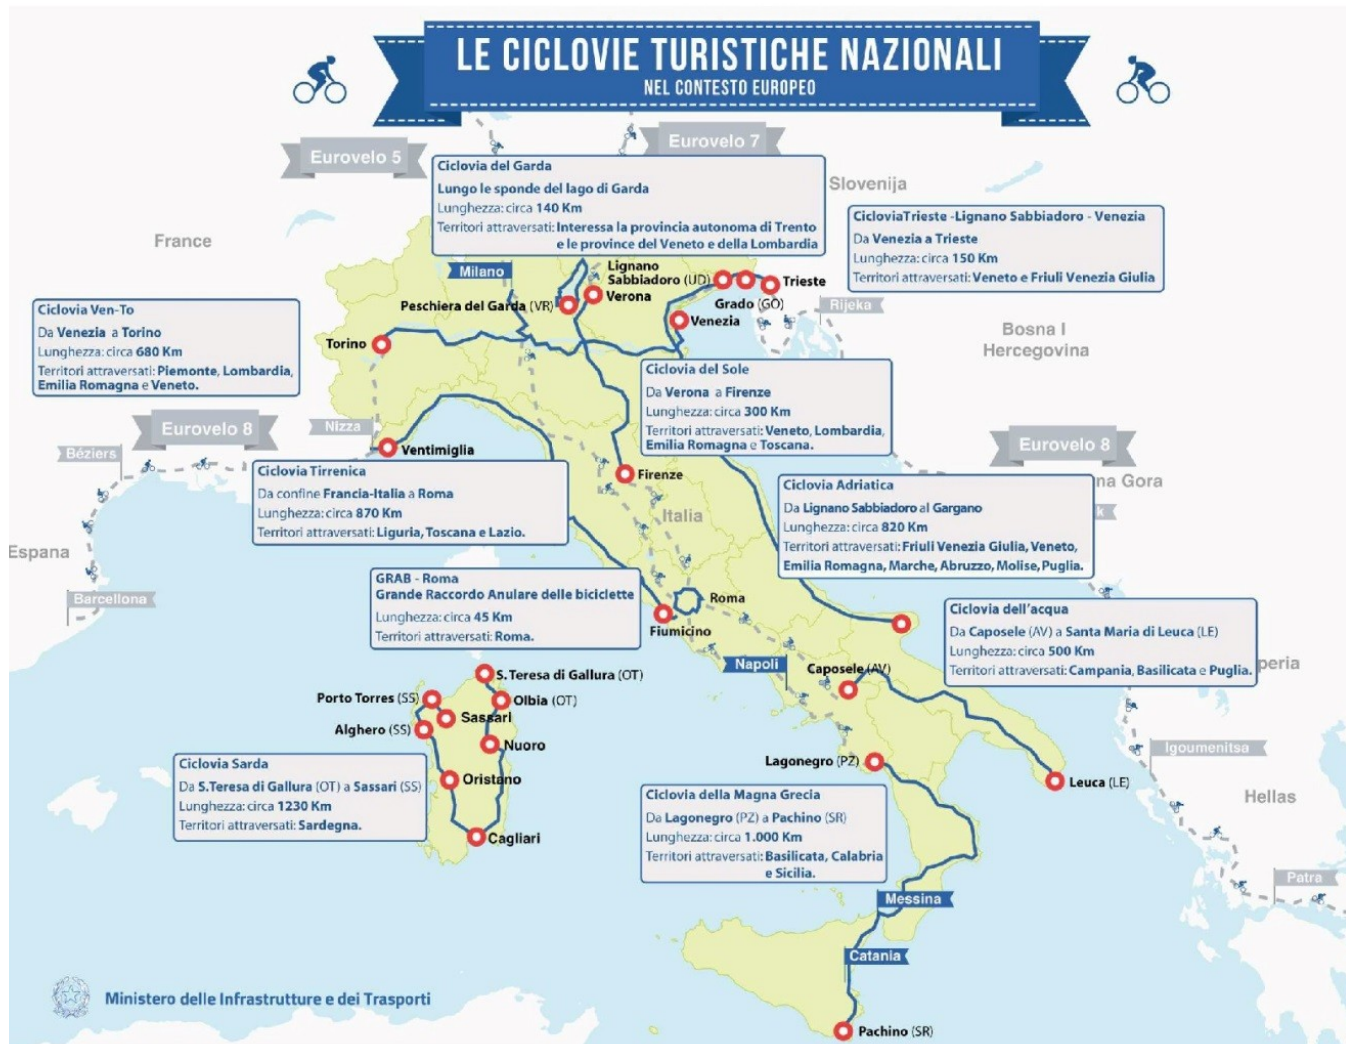 LE CICLOVIE TURISTICHE NAZIONALI
NEL CONTESTO EUROPEO
Eurovelo 5
Eurovelo 7
Slovenija
France
Ciclovia del Garda
Lungo le sponde del lago di Garda
Lunghezza: circa 140 Km
Territori attraversati: Interessa la provincia autonoma di Trento
e le province del Veneto e della Lombardia
CicloviaTrieste -Lignano Sabbiadoro - Venezia
Da Venezia a Trieste
Lunghezza: circa 150 Km
Territori attraversati: Veneto e Friuli Venezia Giulia
Milano
Lignano
Sabbiadoro (UD)
Trieste
Verona
Peschiera del Garda (VR)
Grado (GO)
Rijeka
Venezia
Bosna I
Hercegovina
Ciclovia Ven-To
Da Venezia a Torino
Lunghezza: circa 680 Km
Territori attraversati: Piemonte, Lombardia,
Emilia Romagna e Veneto.
Torino
Ciclovia del Sole
Da Verona a Firenze
Lunghezza: circa 300 Km
Territori attraversati: Veneto, Lombardia,
Emilia Romagna e Toscana.
Eurovelo 8
Nizza
Béziers
Ventimiglia
Eurovelo 8
na Gora
k
Ciclovia Tirrenica
Da confine Francia-Italia a Roma
Lunghezza: circa 870 Km
Territori attraversati: Liguria, Toscana e Lazio.
Firenze
Italia
Ciclovia Adriatica
Da Lignano Sabbiadoro al Gargano
Lunghezza: circa 820 Km
Territori attraversati: Friuli Venezia Giulia, Veneto,
Emilia Romagna, Marche, Abruzzo, Molise, Puglia.
Espana
Barcellona
GRAB - Roma
Grande Raccordo Anulare delle biciclette
Lunghezza: circa 45 Km
Territori attraversati: Roma.
Roma
Fiumicino
Ciclovia dell'acqua
Da Caposele (AV) a Santa Maria di Leuca (LE)
Lunghezza: circa 500 Km
Territori attraversati: Campania, Basilicata e Puglia.
peria
Napoli
Caposele (AV)
S. Teresa di Gallura (OT)
Porto Torres (SS)
Olbia (OT)
Sassari
Alghero (SS)
Nuoro
Igoumenitsa
Lagonegro (PZ)
Leuca (LE)
Hellas
Ciclovia Sarda
Da S.Teresa di Gallura (OT) a Sassari (SS)
Lunghezza: circa 1230 Km
Territori attraversati: Sardegna.
Oristano
Cagliari
Ciclovia della Magna Grecia
Da Lagonegro (PZ) a Pachino (SR)
Lunghezza: circa 1.000 Km
Territori attraversati: Basilicata, Calabria
e Sicilia.
Patra
Messina
Catania
Ministero delle Infrastrutture e dei Trasporti
Pachino (SR)